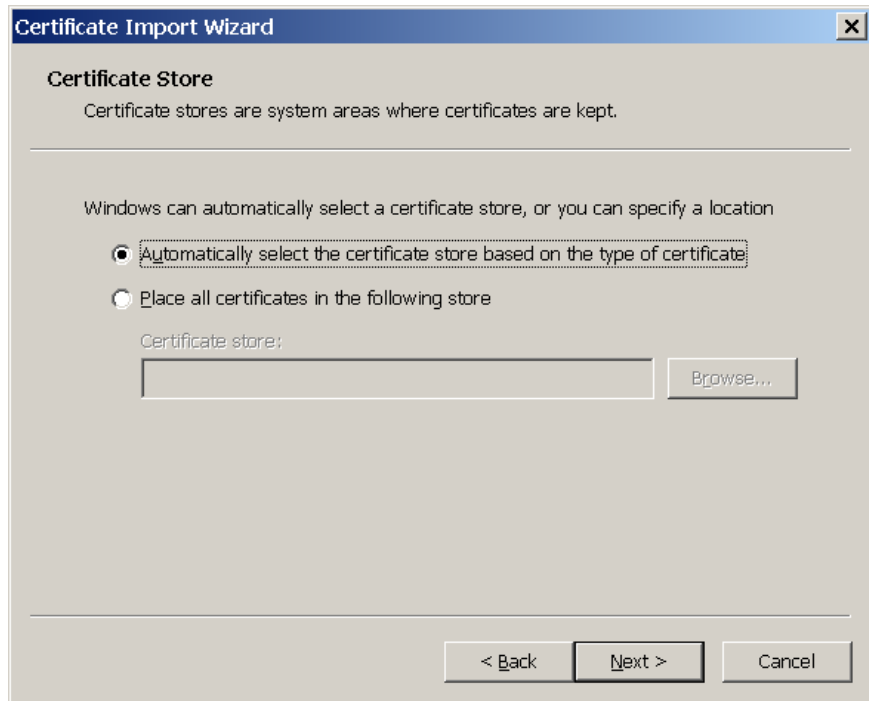 Certificate Import Wizard
Certificate Store
Certificate stores are system areas where certificates are kept.
Windows can automatically select a certificate store, or you can specify a location
Automatically select the certificate store based on the type of certificate
Place all certificates in the following store
Certificate store:
Browse...
< Back
Next >
Cancel